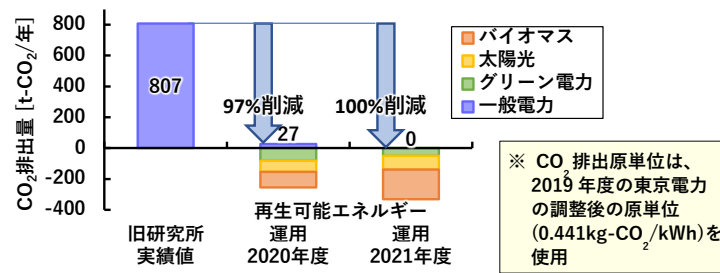 CO₂排出量 [t-CO₂/年]
800
600
400
200
0
-200
-400
807
97%削減
27
100%削減
0
バイオマス
太陽光
グリーン電力
一般電力
再生可能エネルギー
旧研究所
実績値
運用
2020年度
運用
2021年度
※ CO₂排出原単位は、
2019年度の東京電力
の調整後の原単位
(0.441kg-CO₂/kWh)を
使用